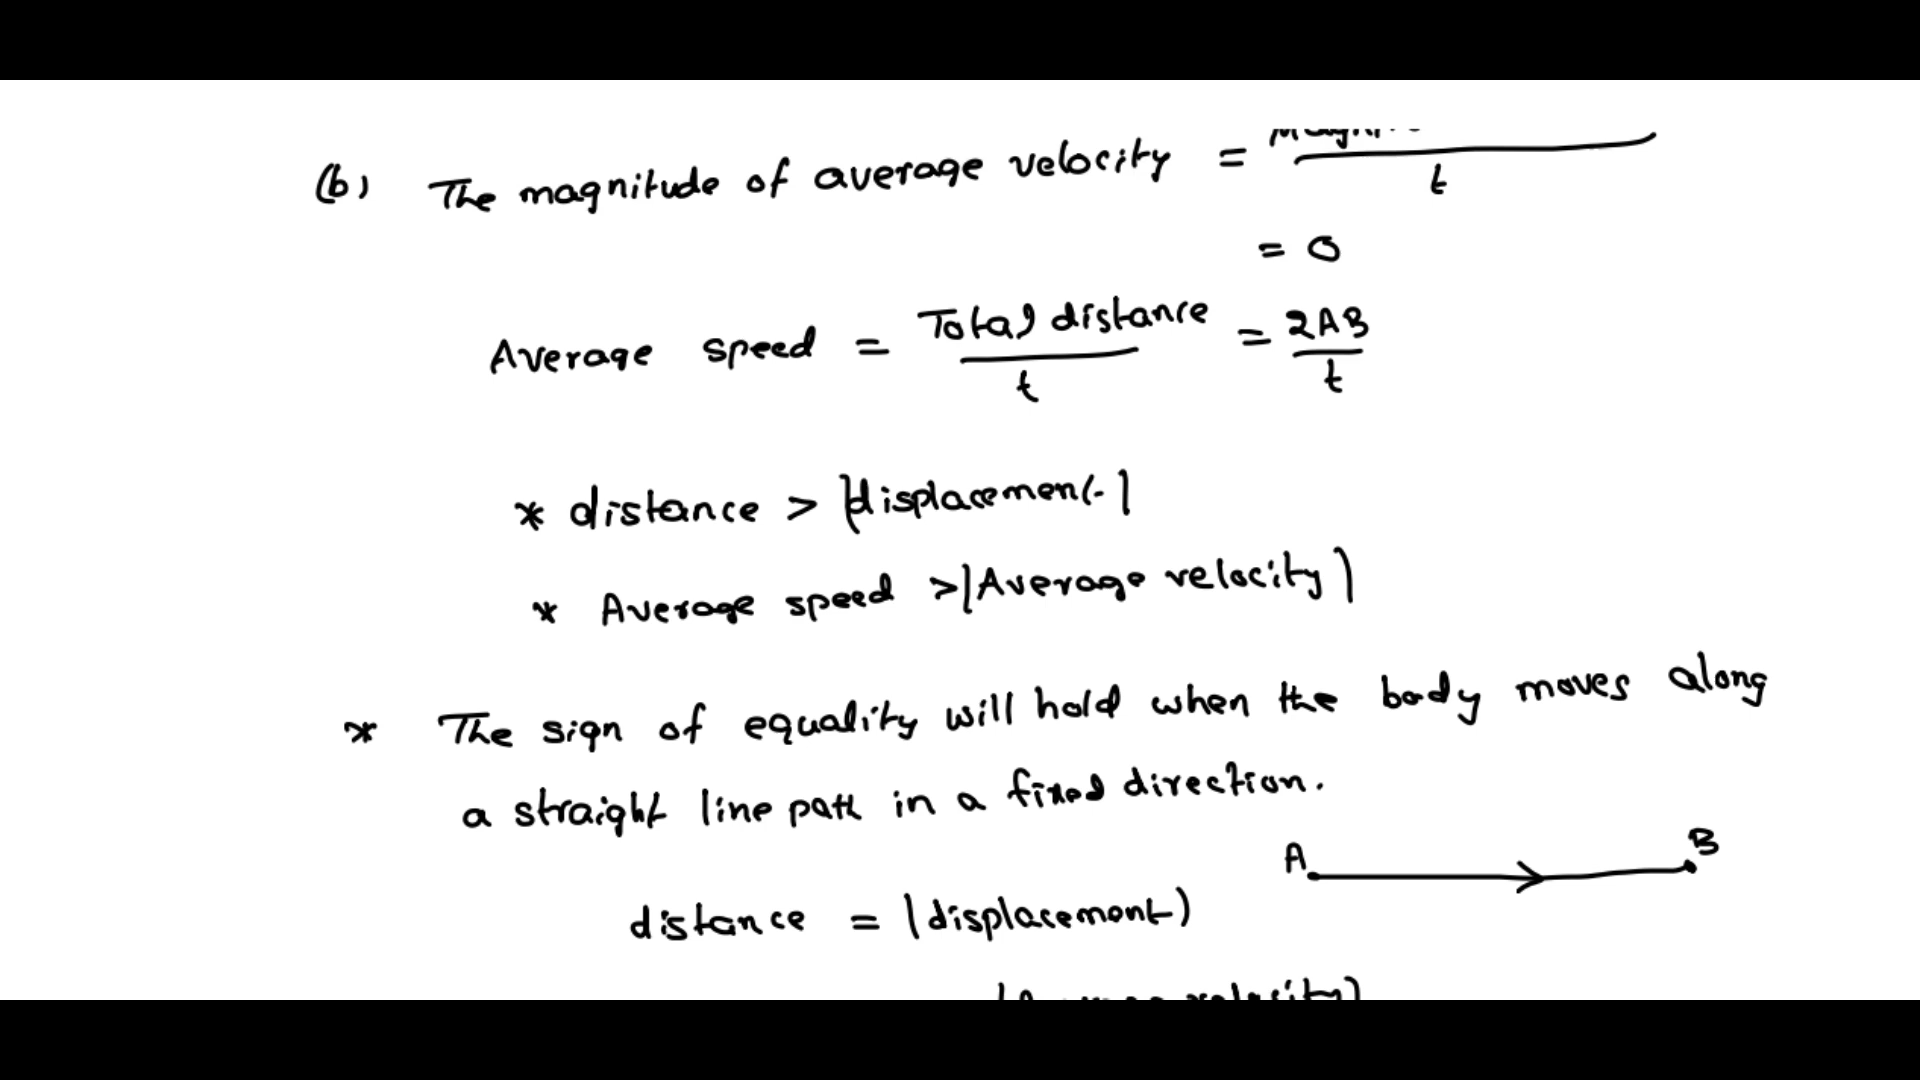 (b) The magnitude of average velocity = ——— / t
= 0
Average speed = Total distance / t = 2AB / t
* distance > |displacement|
* Average speed > |Average velocity|
* The sign of equality will hold when the body moves along
a straight line path in a fixed direction.
A B
distance = |displacement|
velocity|